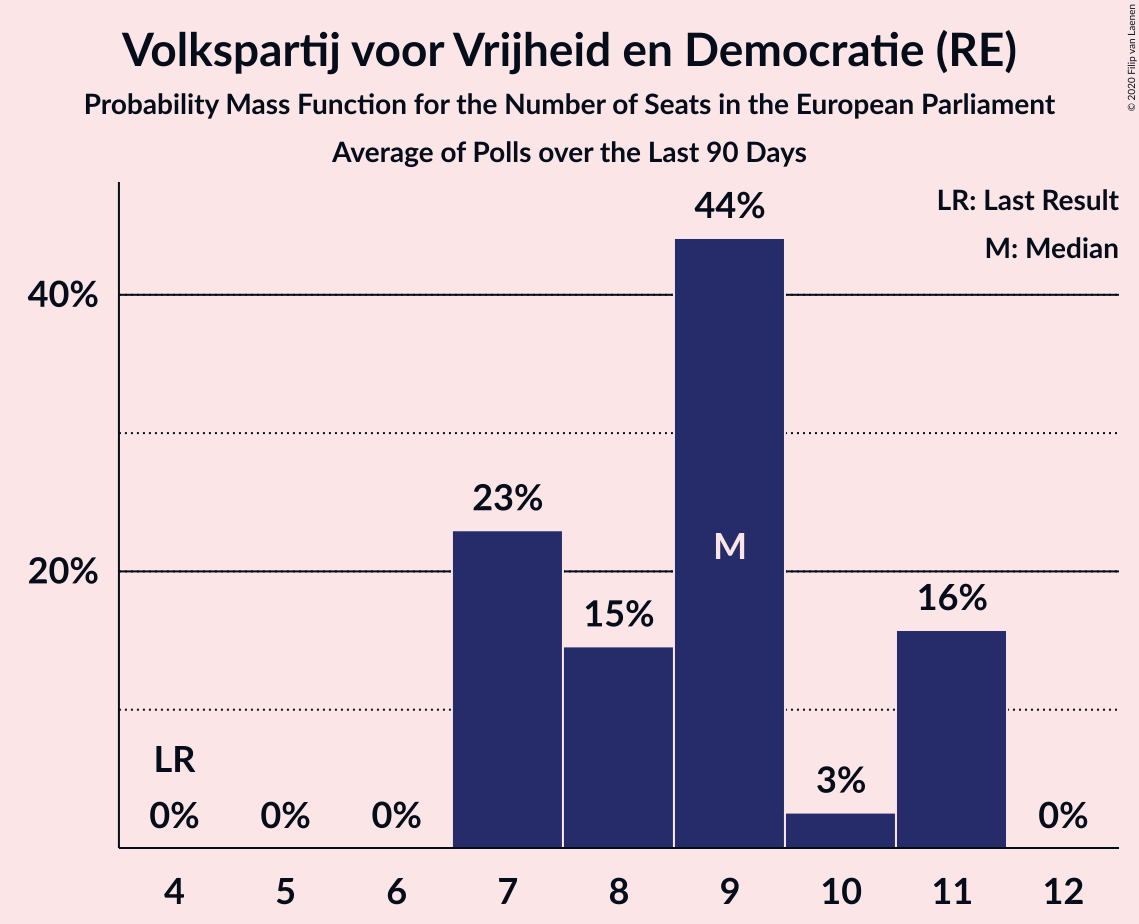 Volkspartij voor Vrijheid en Democratie (RE)
Probability Mass Function for the Number of Seats in the European Parliament
Average of Polls over the Last 90 Days
© 2020 Filip van Laenen
LR: Last Result
M: Median
44%
40%
23%
M
20%
16%
15%
LR
3%
0% 0% 0% 0%
4 5 6 7 8 9 10 11 12